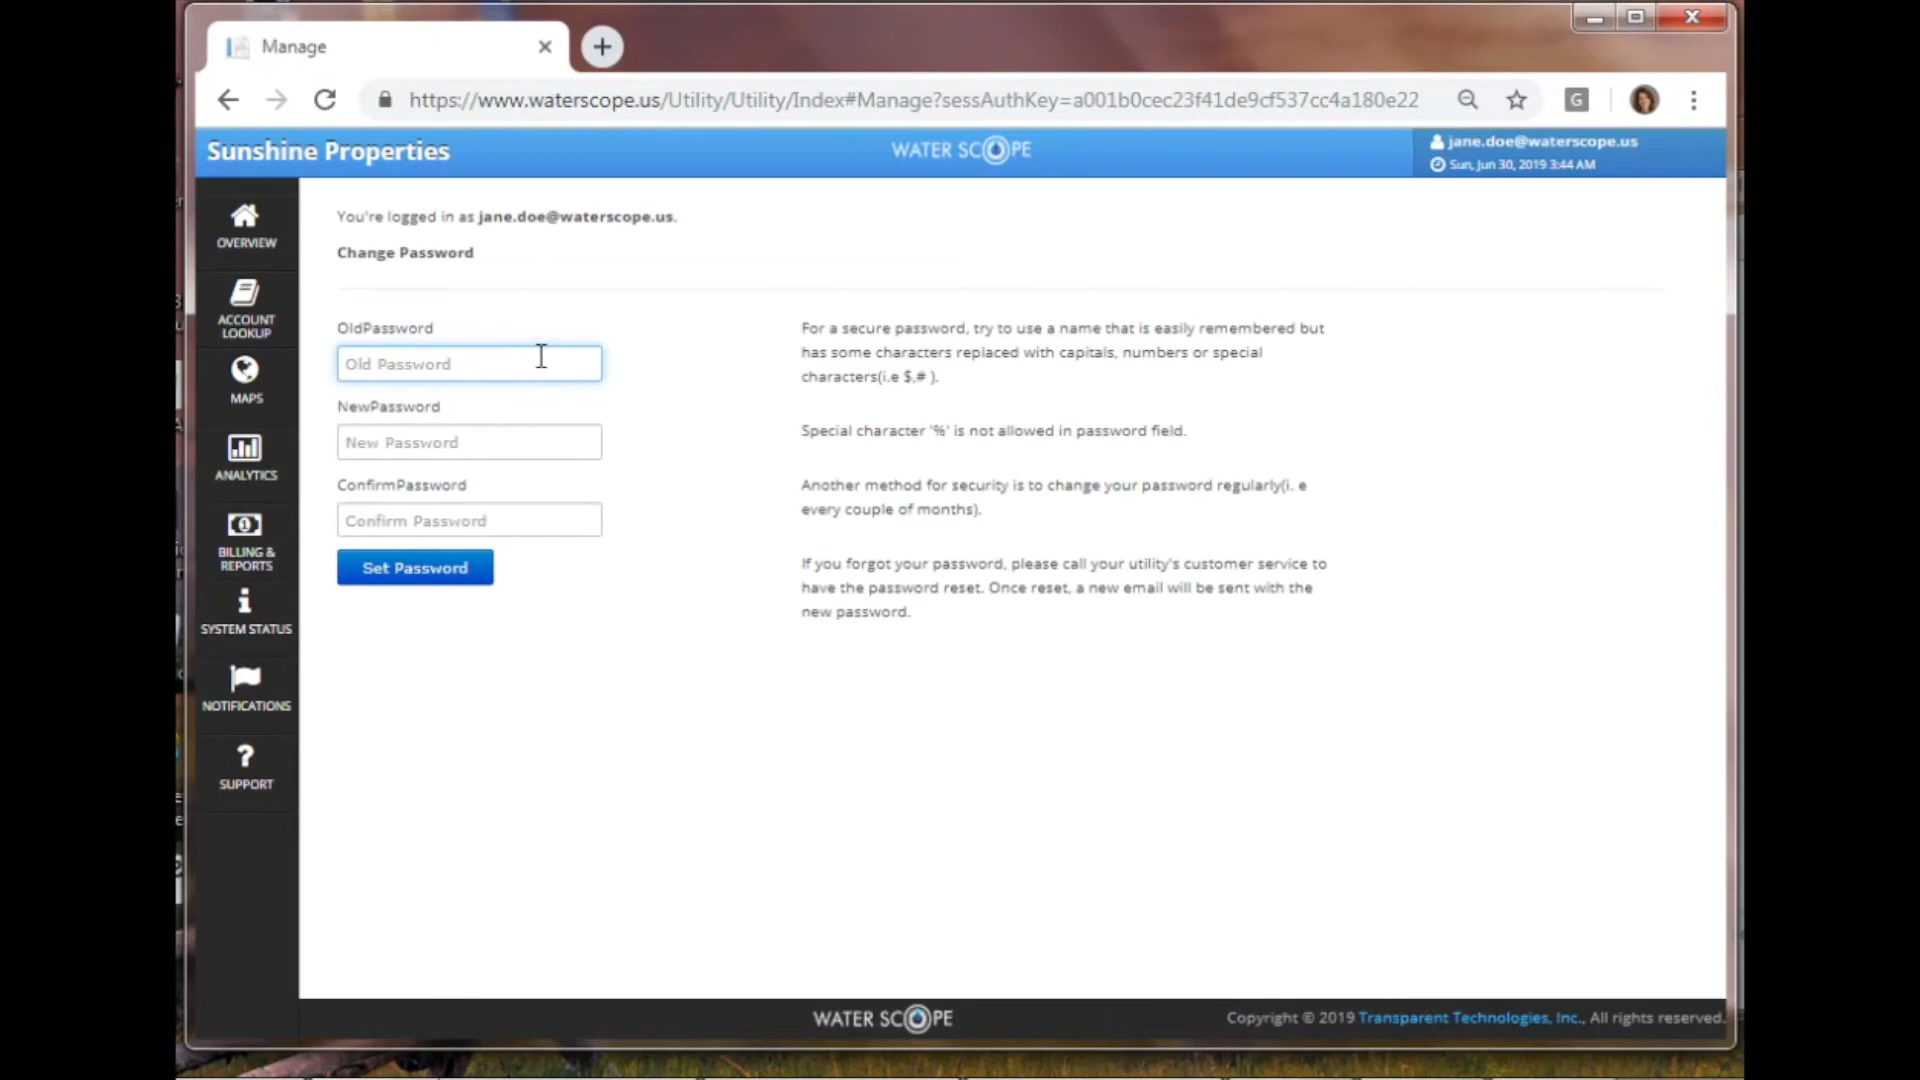 Manage
https://www.waterscope.us/Utility/Utility/Index#Manage?sessAuthKey=a001b0cec23f41de9cf537cc4a180e22
G
Sunshine Properties
WATER SCOPE
jane.doe@waterscope.us
Sun, Jun 30, 2019 3:44 AM
OVERVIEW
ACCOUNT
LOOKUP
MAPS
ANALYTICS
BILLING &
REPORTS
SYSTEM STATUS
NOTIFICATIONS
SUPPORT
You're logged in as jane.doe@waterscope.us.
Change Password
OldPassword
Old Password
NewPassword
New Password
ConfirmPassword
Confirm Password
Set Password
For a secure password, try to use a name that is easily remembered but
has some characters replaced with capitals, numbers or special
characters(i.e $,# ).
Special character '%' is not allowed in password field.
Another method for security is to change your password regularly(i. e
every couple of months).
If you forgot your password, please call your utility's customer service to
have the password reset. Once reset, a new email will be sent with the
new password.
WATER SCOPE
Copyright © 2019 Transparent Technologies, Inc., All rights reserved.